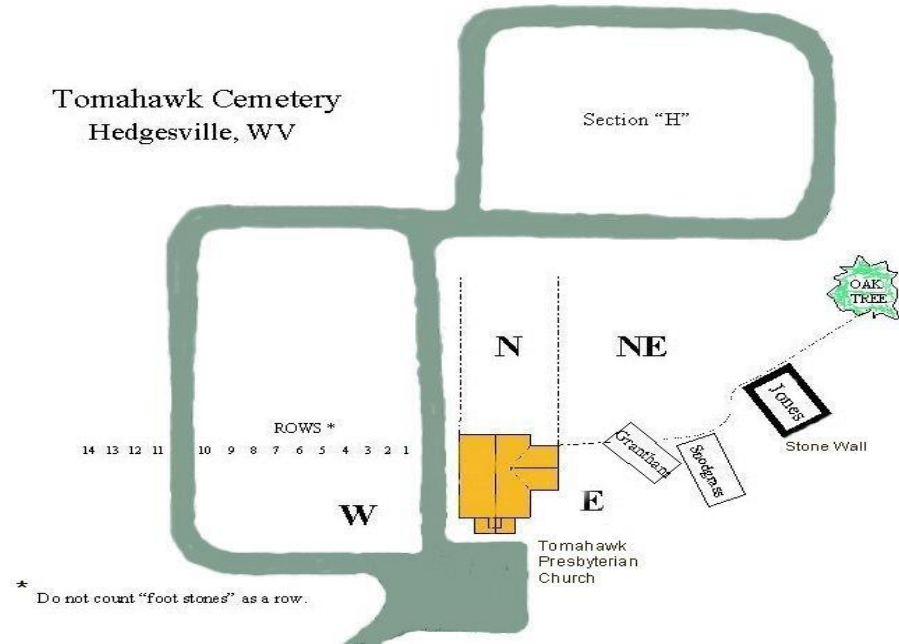 Tomahawk Cemetery
Hedgesville, WV
Section “H”
OAK
TREE
N
NE
Jones
Stone Wall
Grantham
Snodgrass
ROWS *
14 13 12 11 10 9 8 7 6 5 4 3 2 1
W
E
Tomahawk
Presbyterian
Church
* Do not count “foot stones” as a row.